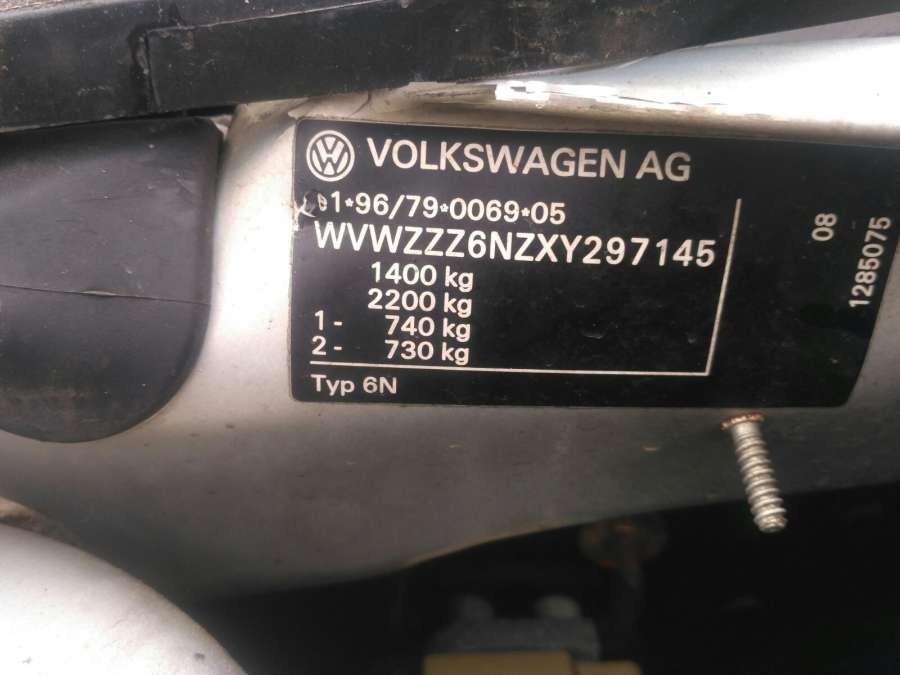 VOLKSWAGEN AG
1*96/79*0069*05
WVWZZZ6NZXY297145
1400 kg
2200 kg
1- 740 kg
2- 730 kg
Typ 6N
08
1285075